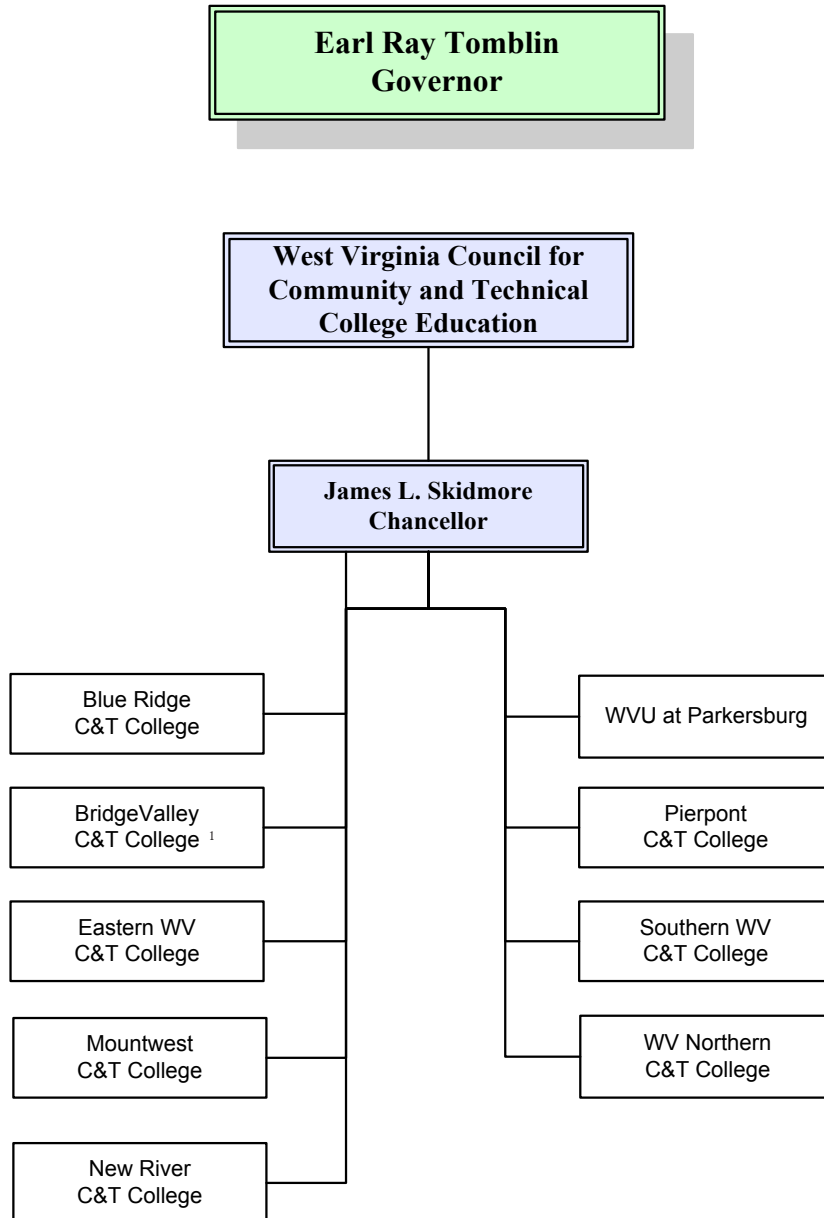 Earl Ray Tomblin
Governor
West Virginia Council for
Community and Technical
College Education
James L. Skidmore
Chancellor
Blue Ridge
C&T College
BridgeValley
C&T College 1
Eastern WV
C&T College
Mountwest
C&T College
New River
C&T College
WVU at Parkersburg
Pierpont
C&T College
Southern WV
C&T College
WV Northern
C&T College